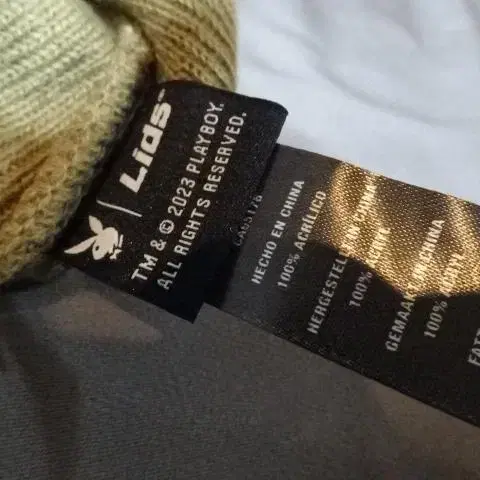 Lids™
TM & © 2023 PLAYBOY.
ALL RIGHTS RESERVED.
HECHO EN CHINA
100% ACRÍLICO
HERGESTELLT IN CHINA
100%
GEMAAKT IN CHINA
100%